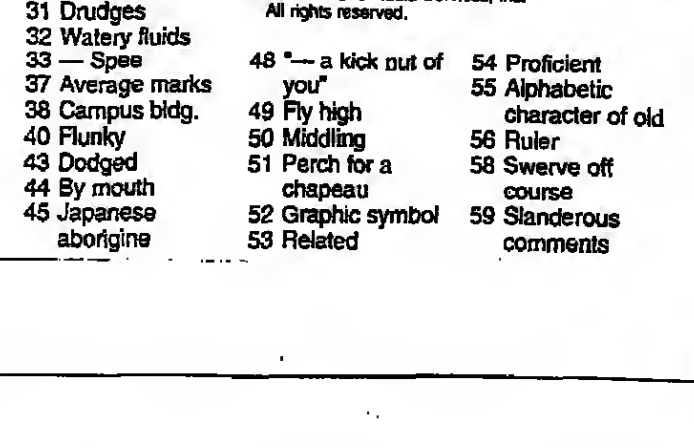 31 Drudges
32 Watery fluids
33 — Spee
37 Average marks
38 Campus bldg.
40 Flunky
43 Dodged
44 By mouth
45 Japanese
aborigine
All rights reserved.
48 "— a kick out of
you"
49 Fly high
50 Middling
51 Perch for a
chapeau
52 Graphic symbol
53 Related
54 Proficient
55 Alphabetic
character of old
56 Ruler
58 Swerve off
course
59 Slanderous
comments